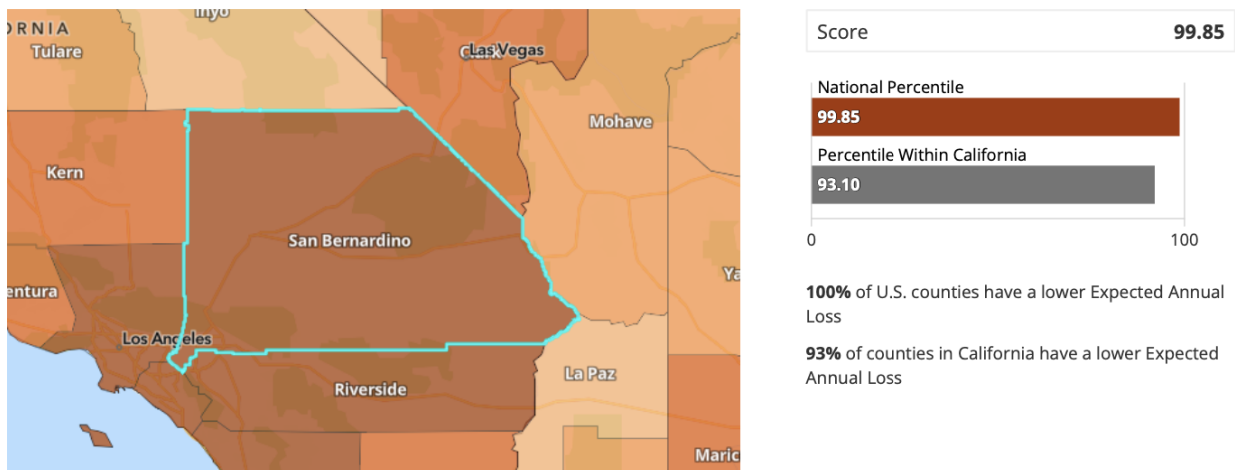 Inyo
ORNIA
Tulare
Las Vegas
Clark
Mohave
Kern
San Bernardino
entura
Ya
Los Angeles
Riverside
La Paz
Maric
Score 99.85
National Percentile
99.85
Percentile Within California
93.10
0 100
100% of U.S. counties have a lower Expected Annual
Loss
93% of counties in California have a lower Expected
Annual Loss